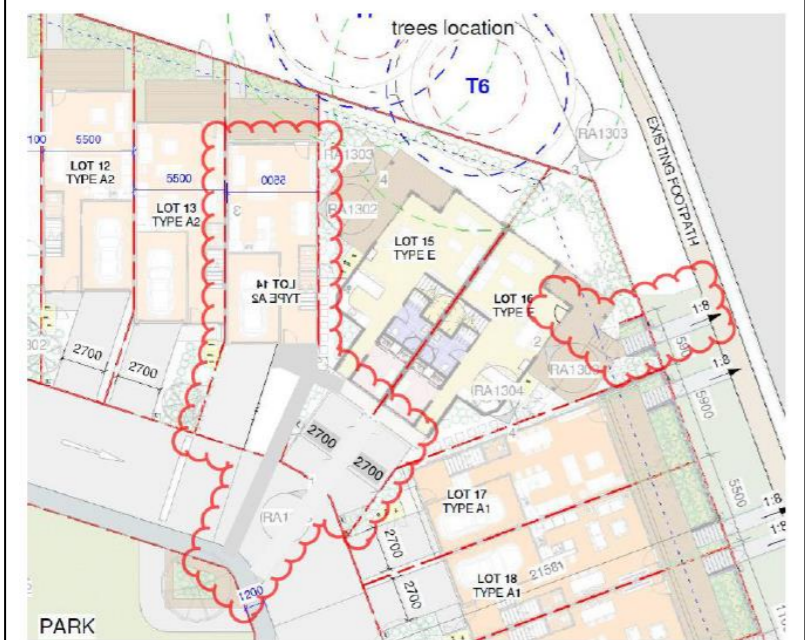 trees location
T6
RA1303
EXISTING FOOTPATH
100
5500
5500
5500
LOT 12
TYPE A2
LOT 13
TYPE A2
3
RA1303
4
RA1302
LOT 14
TYPE A2
LOT 15
TYPE E
LOT 16
TYPE E
2
1:8
1:8
5900
5500
1:8
1:8
2700
2700
RA1304
4
2700
2700
LOT 17
TYPE A1
2700
2700
LOT 18
TYPE A1
21581
1200
PARK